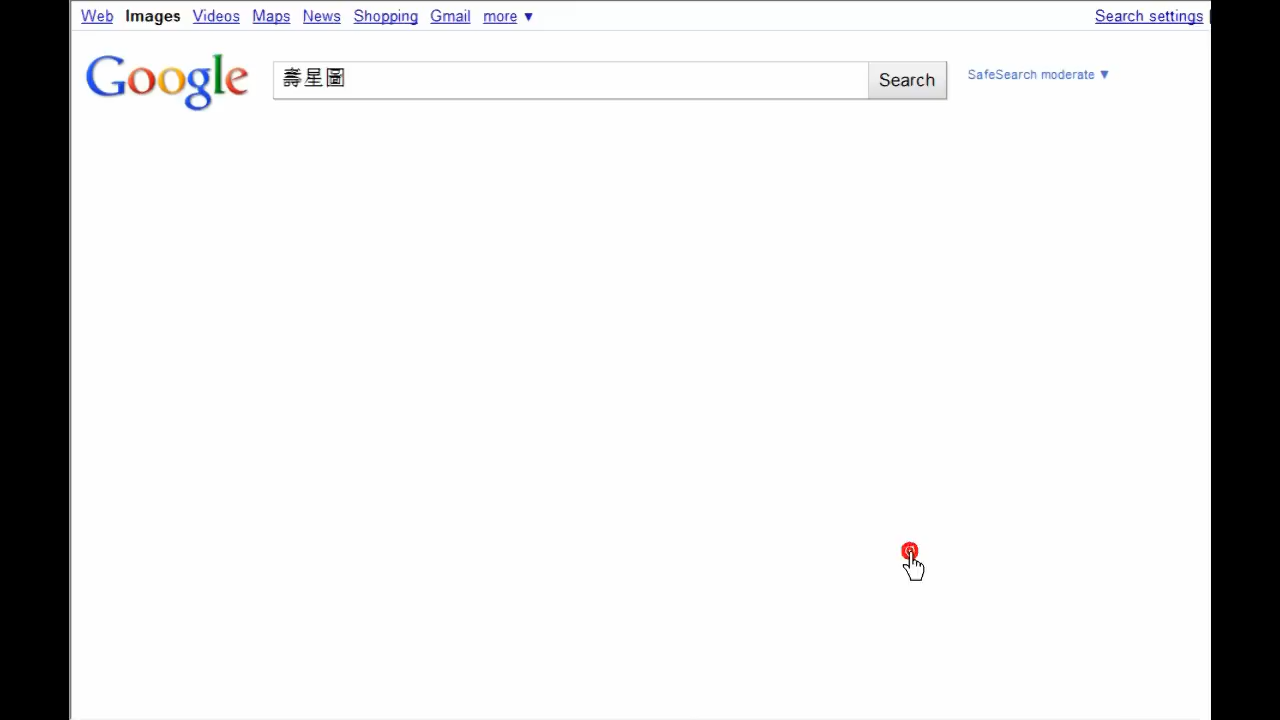 Web Images Videos Maps News Shopping Gmail more ▼ Search settings
Google 壽星圖 Search SafeSearch moderate ▼